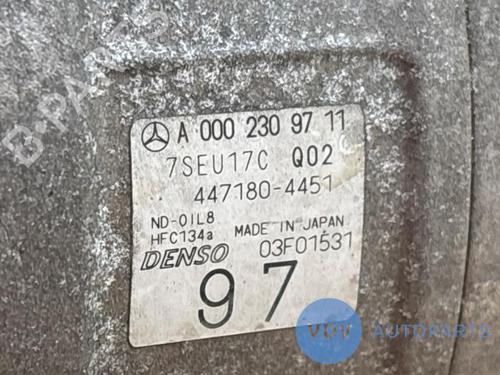 A 000 230 97 11
7SEU17C Q02
447180-4451
ND-OIL8
HFC134a MADE IN JAPAN
DENSO 03F01531
97
VDV AUTOPARTS
B-PARTS